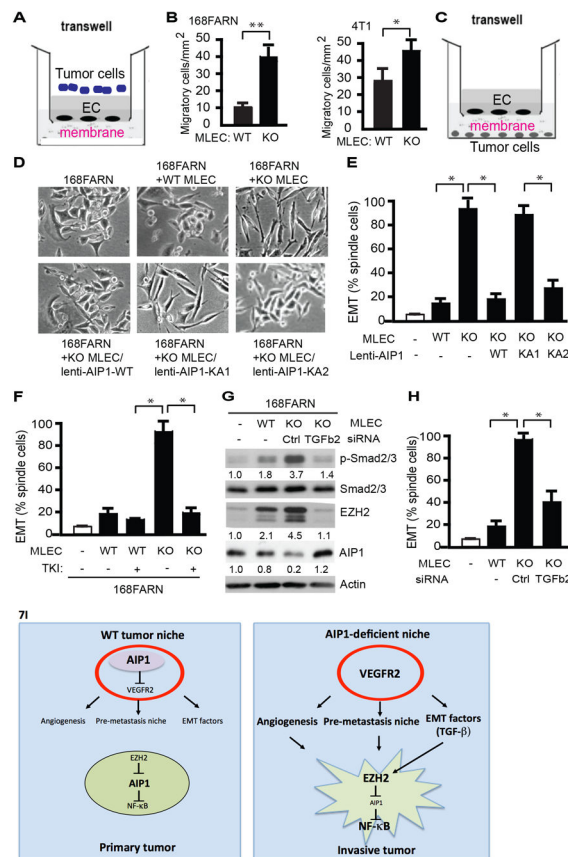 A
transwell
Tumor cells
EC
membrane
B
168FARN
Migratory cells/mm2
50
40
30
20
10
0
**
MLEC: WT KO
4T1
Migratory cells/mm2
60
50
40
30
20
10
0
*
MLEC: WT KO
C
transwell
EC
membrane
Tumor cells
D
168FARN
168FARN
+WT MLEC
168FARN
+KO MLEC
168FARN
+KO MLEC/
lenti-AIP1-WT
168FARN
+KO MLEC/
lenti-AIP1-KA1
168FARN
+KO MLEC/
lenti-AIP1-KA2
E
EMT (% spindle cells)
100
80
60
40
20
0
* * *
MLEC - WT KO KO KO KO
Lenti-AIP1 - - - WT KA1 KA2
F
EMT (% spindle cells)
100
80
60
40
20
0
* *
MLEC - WT WT KO KO
TKI: - - + - +
168FARN
G
168FARN
- WT KO KO MLEC
- - Ctrl TGFb2 siRNA
p-Smad2/3
1.0 1.8 3.7 1.4
Smad2/3
EZH2
1.0 2.1 4.5 1.1
AIP1
1.0 0.8 0.2 1.2
Actin
H
EMT (% spindle cells)
100
80
60
40
20
0
* *
MLEC - WT KO KO
siRNA - - Ctrl TGFb2
7I
WT tumor niche
AIP1
VEGFR2
Angiogenesis
Pre-metastasis niche
EMT factors
EZH2
AIP1
NF-κB
Primary tumor
AIP1-deficient niche
VEGFR2
Angiogenesis
Pre-metastasis niche
EMT factors
(TGF-β)
EZH2
AIP1
NF-κB
Invasive tumor